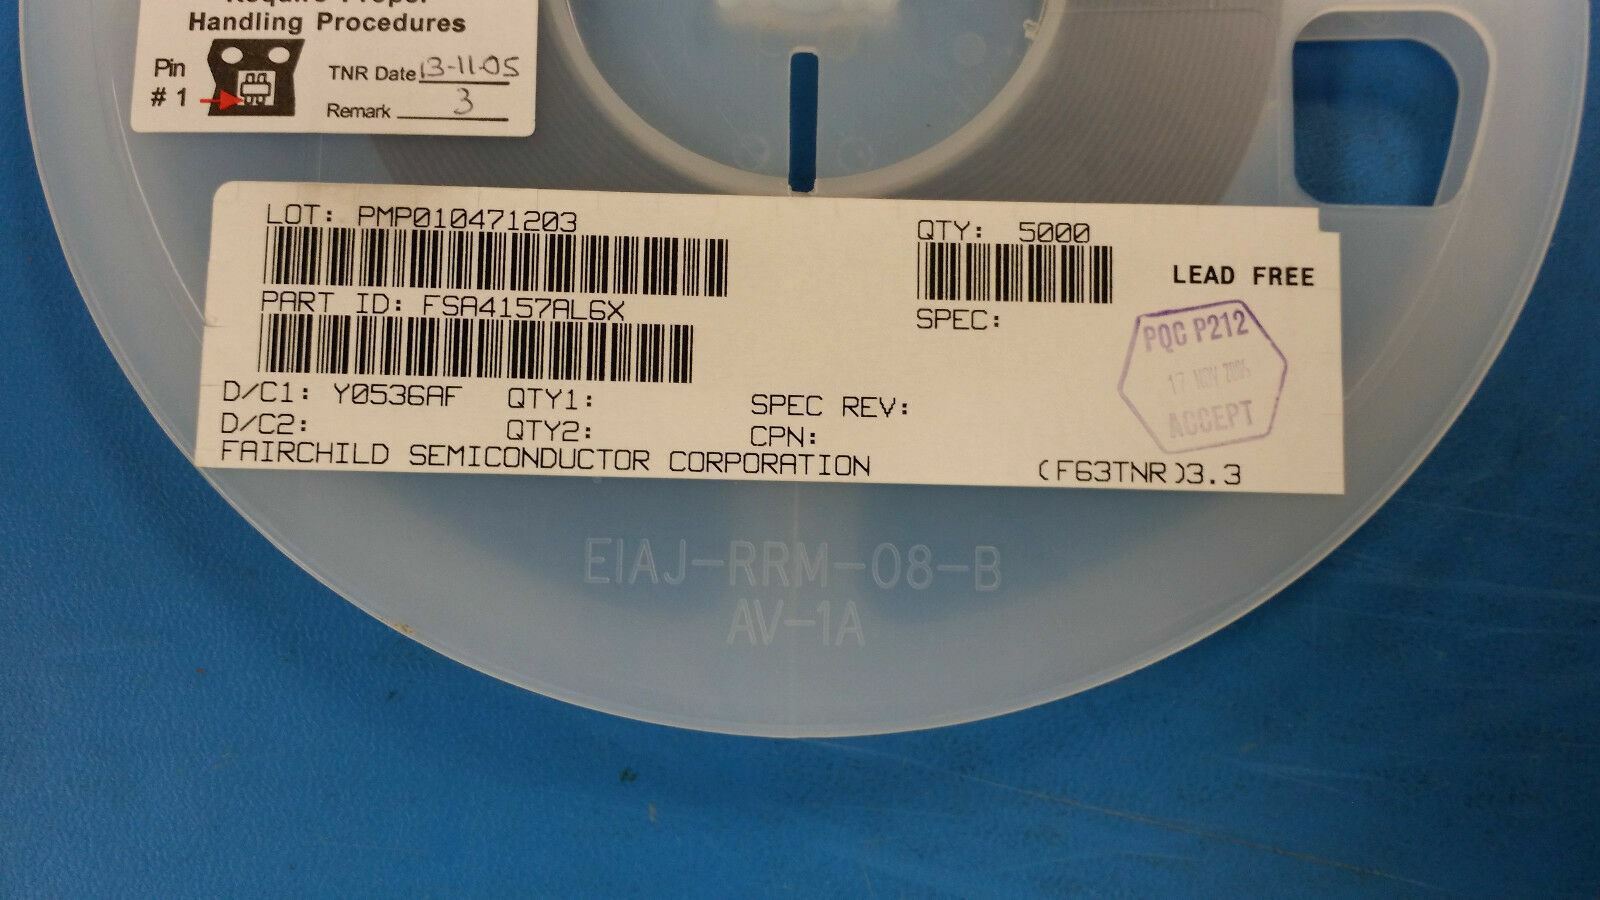 Require Proper
Handling Procedures
Pin
# 1
TNR Date 13-11-05
Remark 3
LOT: PMP010471203
QTY: 5000
LEAD FREE
PART ID: FSA4157AL6X
SPEC:
PQC P212
17 NOV 2005
ACCEPT
D/C1: Y0536AF QTY1: SPEC REV:
D/C2: QTY2: CPN:
FAIRCHILD SEMICONDUCTOR CORPORATION (F63TNR)3.3
EIAJ-RRM-08-B
AV-1A